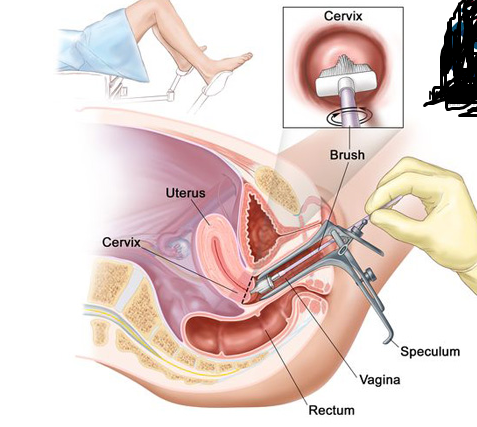 Cervix
Brush
Uterus
Cervix
Speculum
Vagina
Rectum